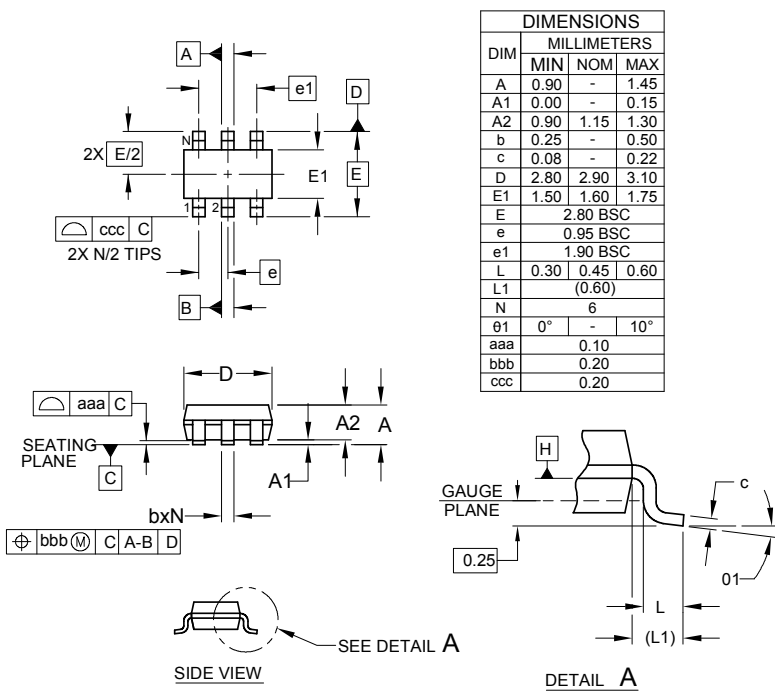 A
e1
D
N
2X E/2
E1
E
1
2
ccc C
2X N/2 TIPS
e
B
D
aaa C
A2
A
SEATING
PLANE
C
A1
bxN
bbb M C A-B D
SEE DETAIL A
SIDE VIEW
DIMENSIONS
DIM MILLIMETERS
MIN NOM MAX
A 0.90 - 1.45
A1 0.00 - 0.15
A2 0.90 1.15 1.30
b 0.25 - 0.50
c 0.08 - 0.22
D 2.80 2.90 3.10
E1 1.50 1.60 1.75
E 2.80 BSC
e 0.95 BSC
e1 1.90 BSC
L 0.30 0.45 0.60
L1 (0.60)
N 6
θ1 0° - 10°
aaa 0.10
bbb 0.20
ccc 0.20
H
c
GAUGE
PLANE
0.25
01
L
(L1)
DETAIL A